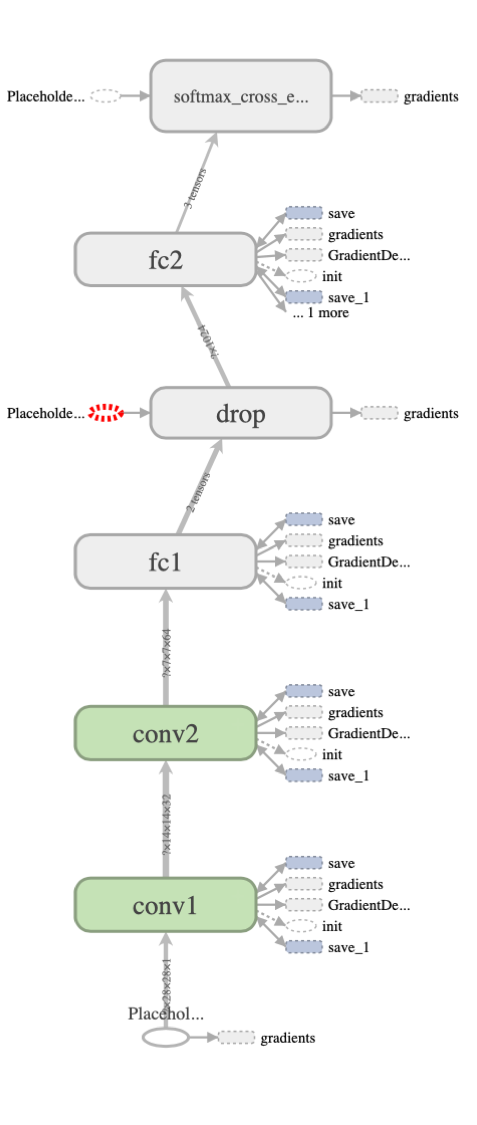 Placeholde...
softmax_cross_e...
gradients
3 tensors
fc2
save
gradients
GradientDe...
init
save_1
... 1 more
?×1024
Placeholde...
drop
gradients
2 tensors
fc1
save
gradients
GradientDe...
init
save_1
?×7×7×64
conv2
save
gradients
GradientDe...
init
save_1
?×14×14×32
conv1
save
gradients
GradientDe...
init
save_1
×28×28×1
Placehol...
gradients